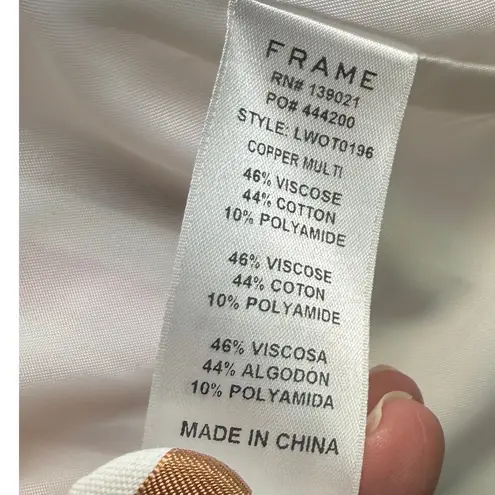 FRAME
RN# 139021
PO# 444200
STYLE: LWOT0196
COPPER MULTI
46% VISCOSE
44% COTTON
10% POLYAMIDE
46% VISCOSE
44% COTON
10% POLYAMIDE
46% VISCOSA
44% ALGODON
10% POLYAMIDA
MADE IN CHINA